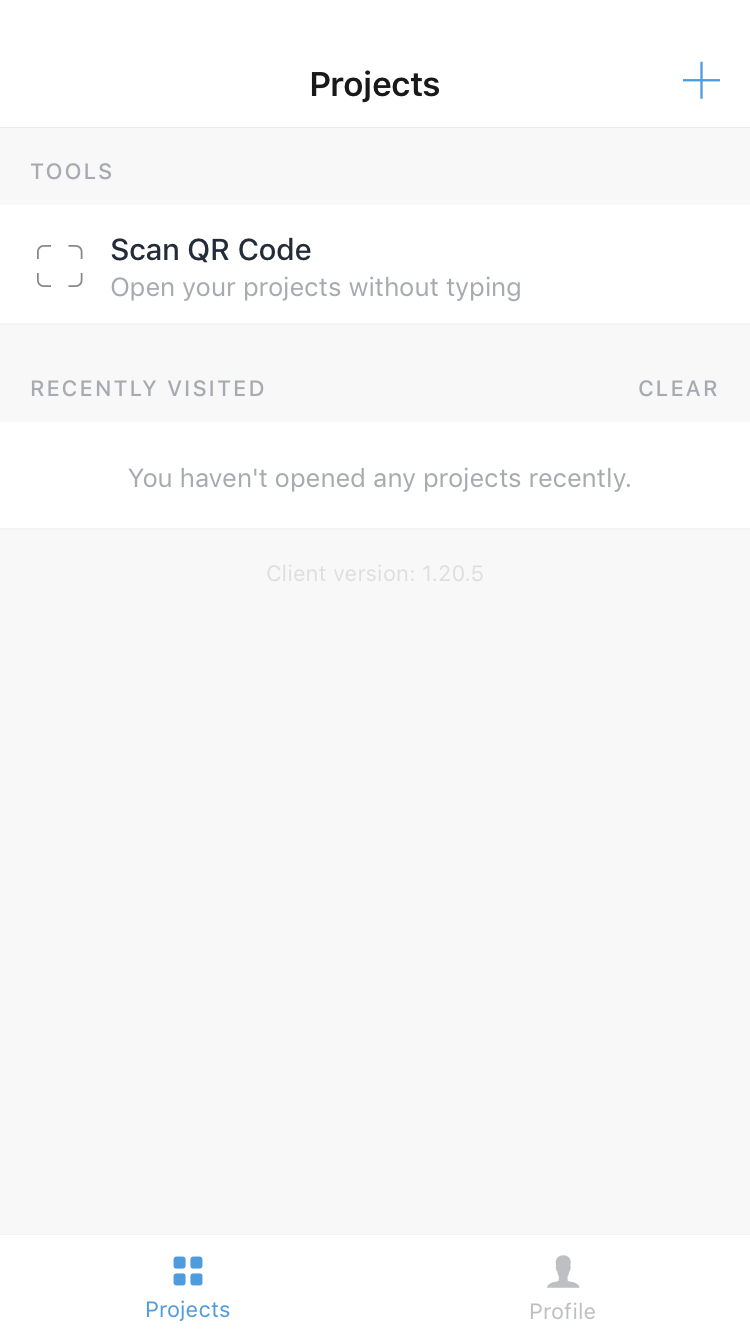 Projects
TOOLS
Scan QR Code
Open your projects without typing
RECENTLY VISITED CLEAR
You haven't opened any projects recently.
Client version: 1.20.5
Projects Profile